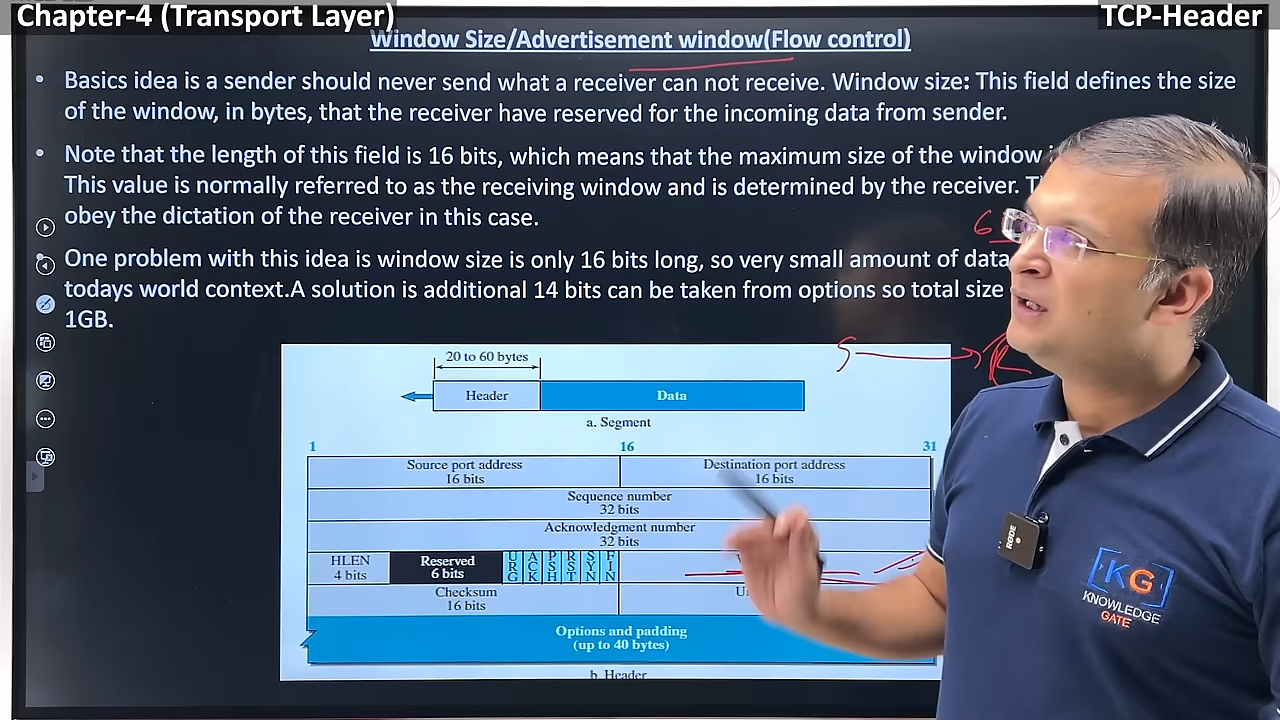 Chapter-4 (Transport Layer)
TCP-Header
Window Size/Advertisement window(Flow control)
• Basics idea is a sender should never send what a receiver can not receive. Window size: This field defines the size
of the window, in bytes, that the receiver have reserved for the incoming data from sender.
• Note that the length of this field is 16 bits, which means that the maximum size of the window
This value is normally referred to as the receiving window and is determined by the receiver.
obey the dictation of the receiver in this case.
6
One problem with this idea is window size is only 16 bits long, so very small amount of data
todays world context.A solution is additional 14 bits can be taken from options so total size
1GB.
S
R
20 to 60 bytes
Header
Data
a. Segment
1
16
31
Source port address
16 bits
Destination port address
16 bits
Sequence number
32 bits
Acknowledgment number
32 bits
HLEN
4 bits
Reserved
6 bits
URG
ACK
PSH
RST
SYN
FIN
Checksum
16 bits
Options and padding
(up to 40 bytes)
b. Header
RODE
KG
KNOWLEDGE
GATE